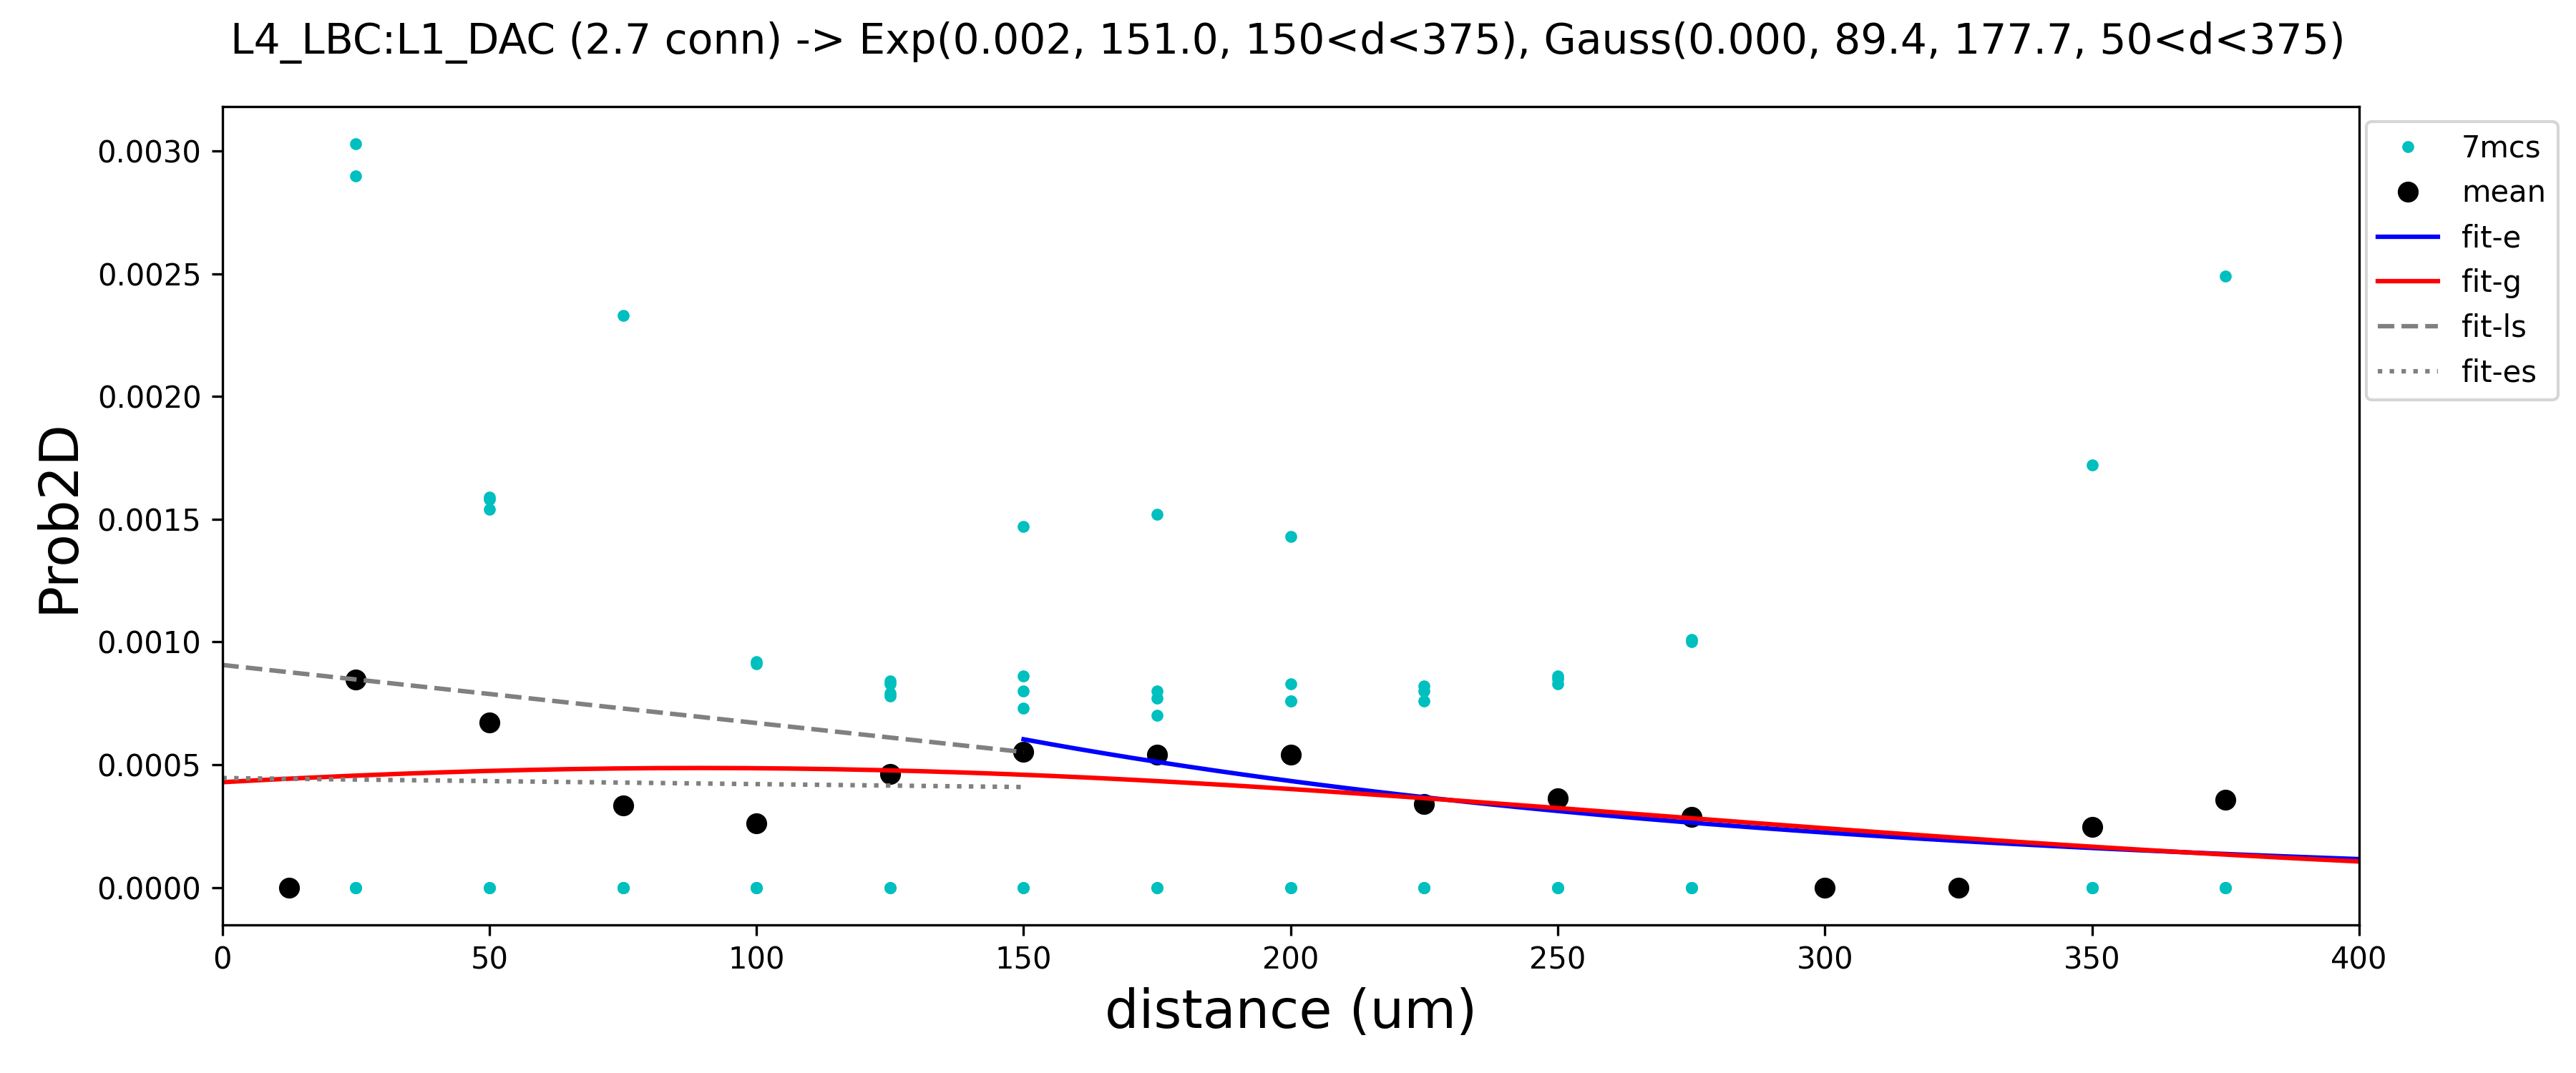 L4_LBC:L1_DAC (2.7 conn) -> Exp(0.002, 151.0, 150<d<375), Gauss(0.000, 89.4, 177.7, 50<d<375)
0.0030
0.0025
0.0020
0.0015
0.0010
0.0005
0.0000
Prob2D
0 50 100 150 200 250 300 350 400
distance (um)
7mcs
mean
fit-e
fit-g
fit-ls
fit-es